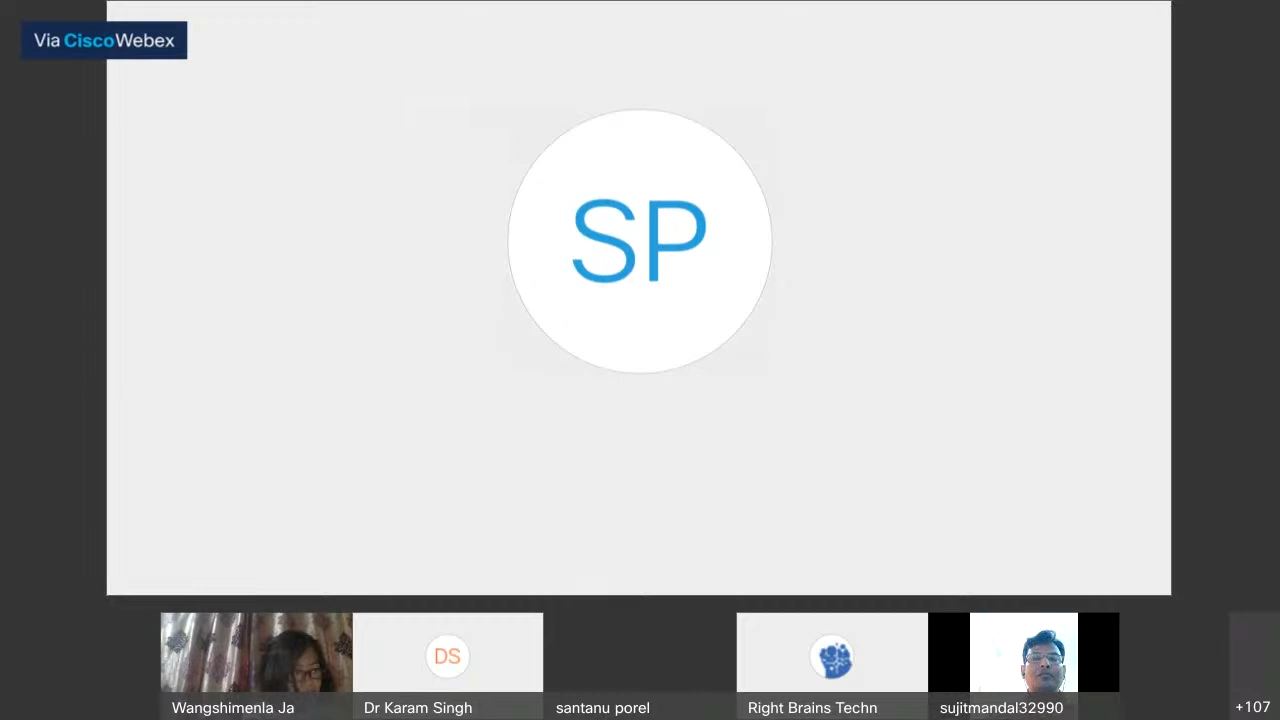 Via CiscoWebex
SP
DS
Wangshimenla Ja
Dr Karam Singh
santanu porel
Right Brains Techn
sujitmandal32990
+107